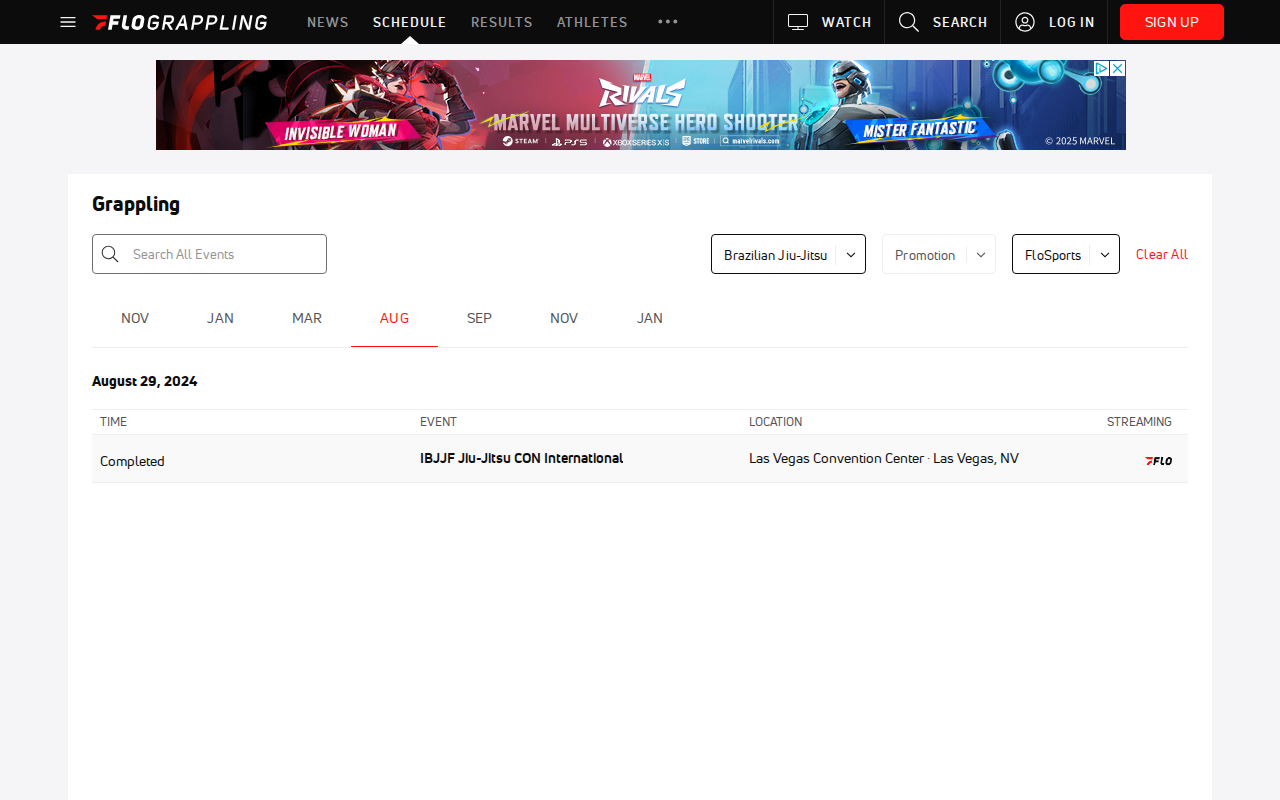 FLOGRAPPLING NEWS SCHEDULE RESULTS ATHLETES WATCH SEARCH LOG IN SIGN UP
MARVEL
RIVALS
MARVEL MULTIVERSE HERO SHOOTER
INVISIBLE WOMAN
MISTER FANTASTIC
STEAM PS5 XBOX SERIES X|S STORE marvelrivals.com
© 2025 MARVEL
Grappling
Search All Events Brazilian Jiu-Jitsu Promotion FloSports Clear All
NOV JAN MAR AUG SEP NOV JAN
August 29, 2024
TIME EVENT LOCATION STREAMING
Completed IBJJF Jiu-Jitsu CON International Las Vegas Convention Center · Las Vegas, NV FLO